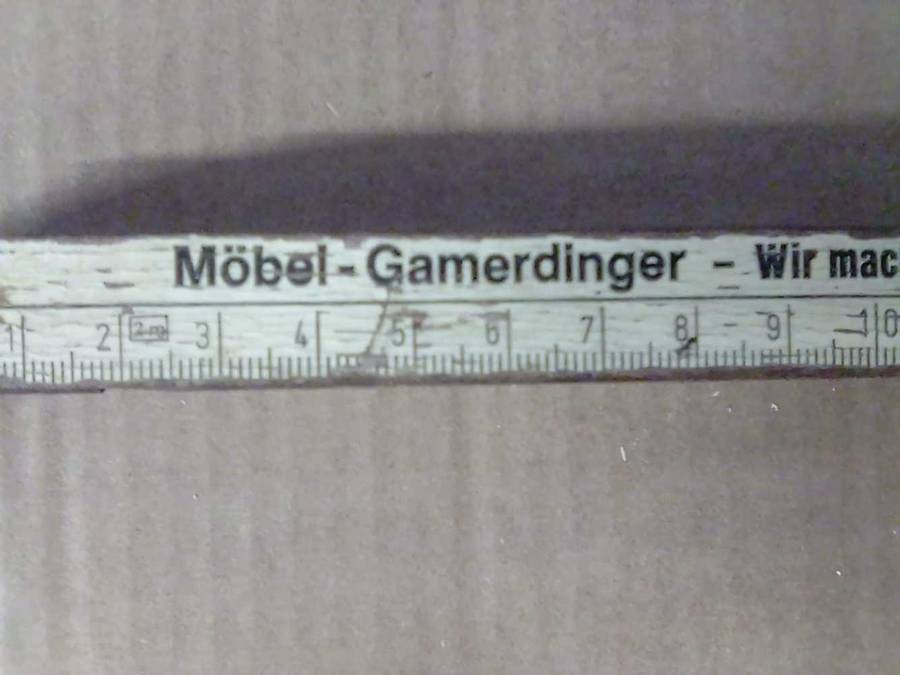 Möbel - Gamerdinger - Wir mac
1 2 2m 3 4 5 6 7 8 9 10